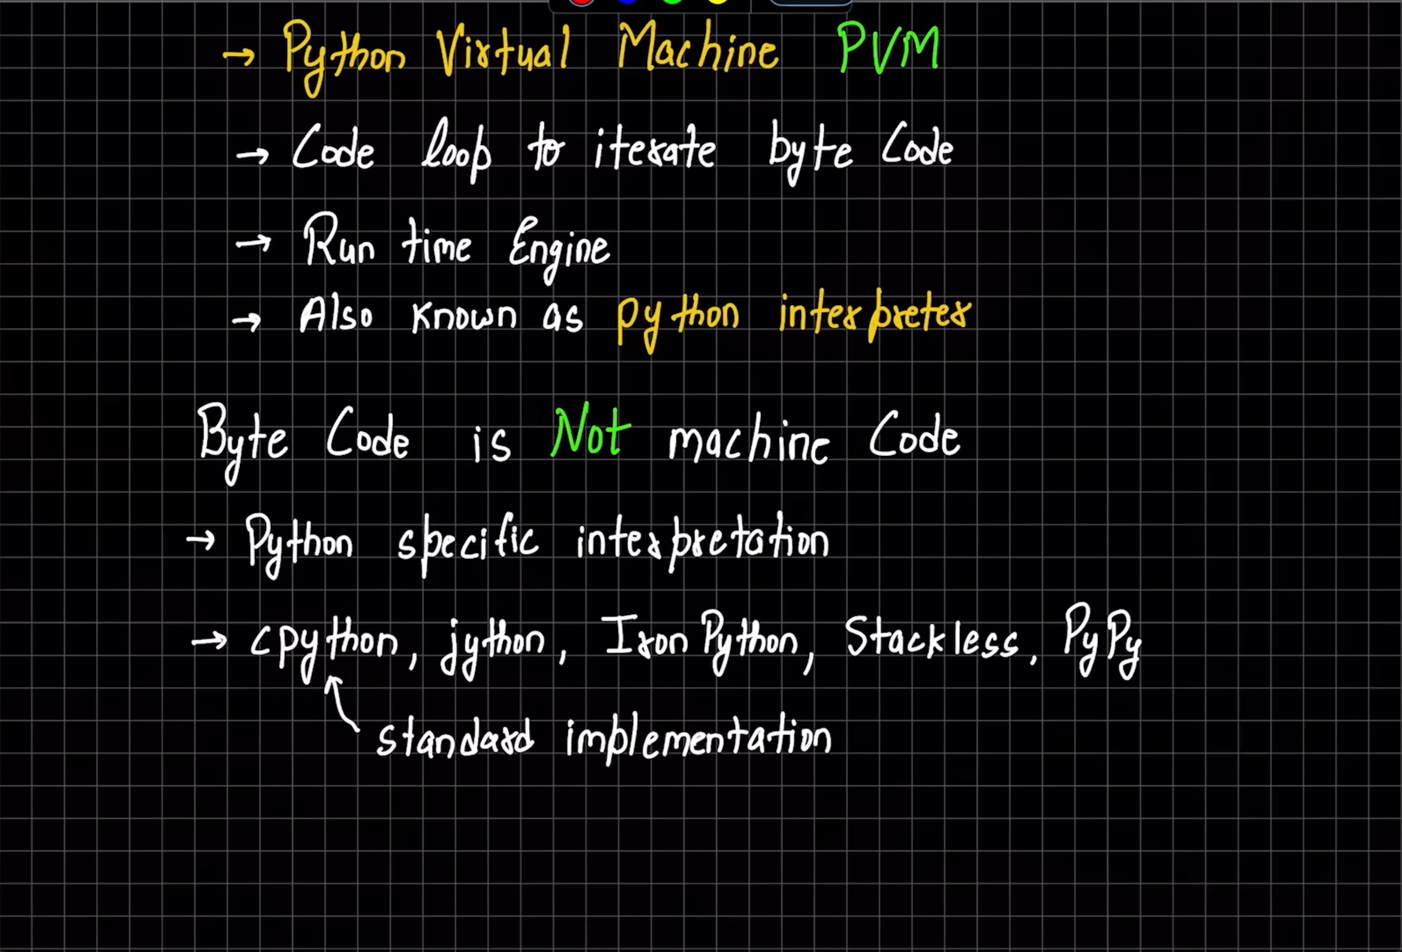 → Python Virtual Machine PVM
→ Code loop to iterate byte Code
→ Run time Engine
→ Also known as python interpreter
Byte Code is Not machine Code
→ Python specific interpretation
→ cpython, jython, Iron Python, Stackless, PyPy
standard implementation